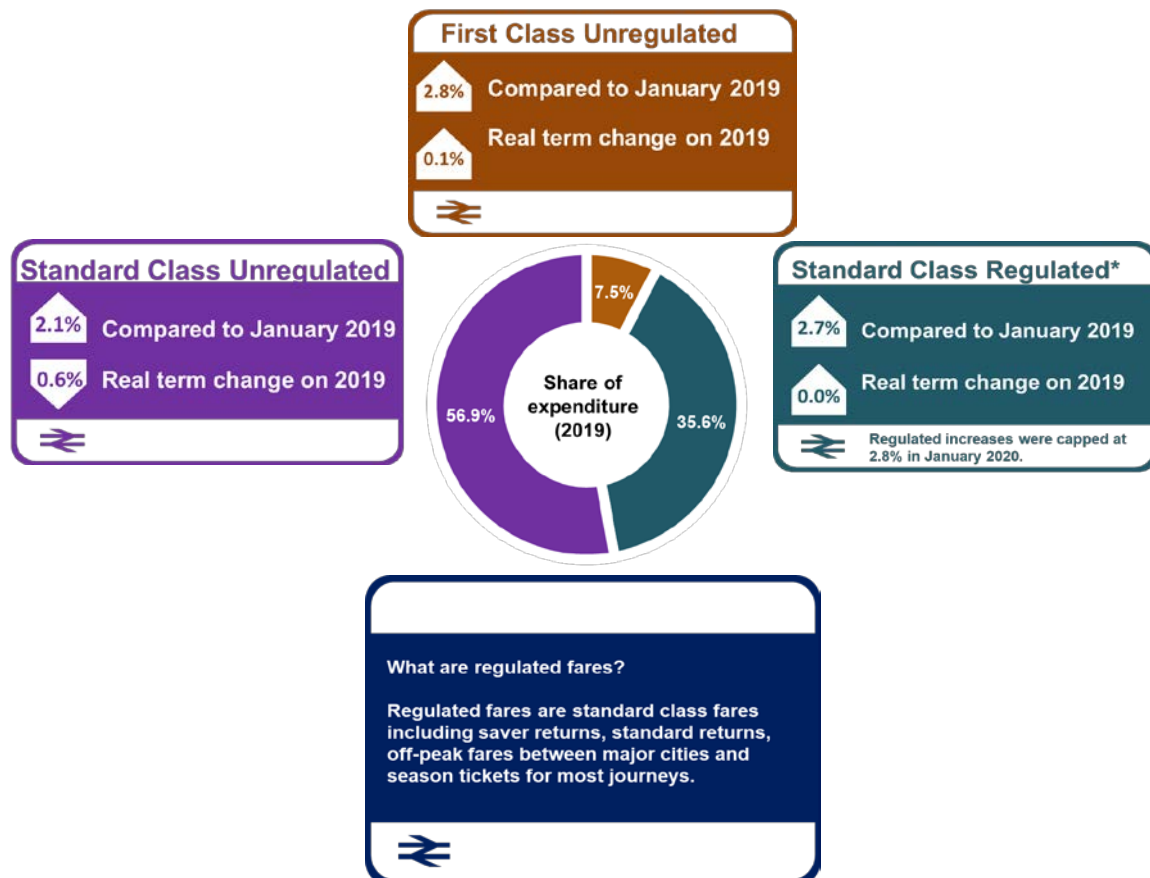 First Class Unregulated
2.8% Compared to January 2019
Real term change on 2019
0.1%
Standard Class Unregulated
2.1% Compared to January 2019
0.6% Real term change on 2019
7.5%
56.9%
35.6%
Share of
expenditure
(2019)
Standard Class Regulated*
2.7% Compared to January 2019
0.0% Real term change on 2019
Regulated increases were capped at
2.8% in January 2020.
What are regulated fares?
Regulated fares are standard class fares
including saver returns, standard returns,
off-peak fares between major cities and
season tickets for most journeys.